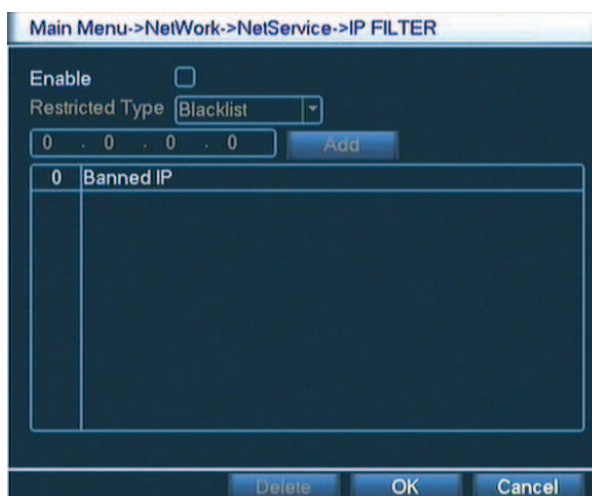 Main Menu->NetWork->NetService->IP FILTER
Enable
Restricted Type Blacklist
0 . 0 . 0 . 0 Add
0 Banned IP
Delete OK Cancel